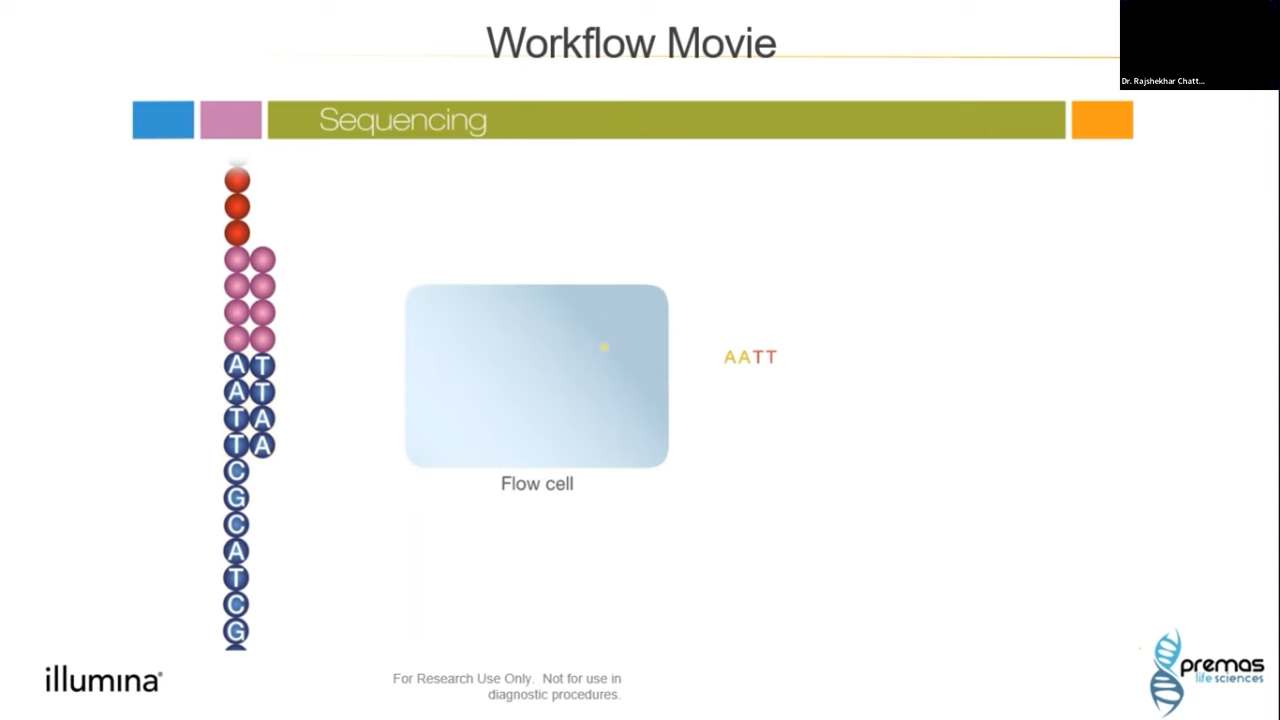 Workflow Movie
Dr. Rajshekhar Chatt...
Sequencing
A T
A T
T A
T A
C
G
C
A
T
C
G
AATT
Flow cell
illumina®
For Research Use Only. Not for use in
diagnostic procedures.
premas
life sciences